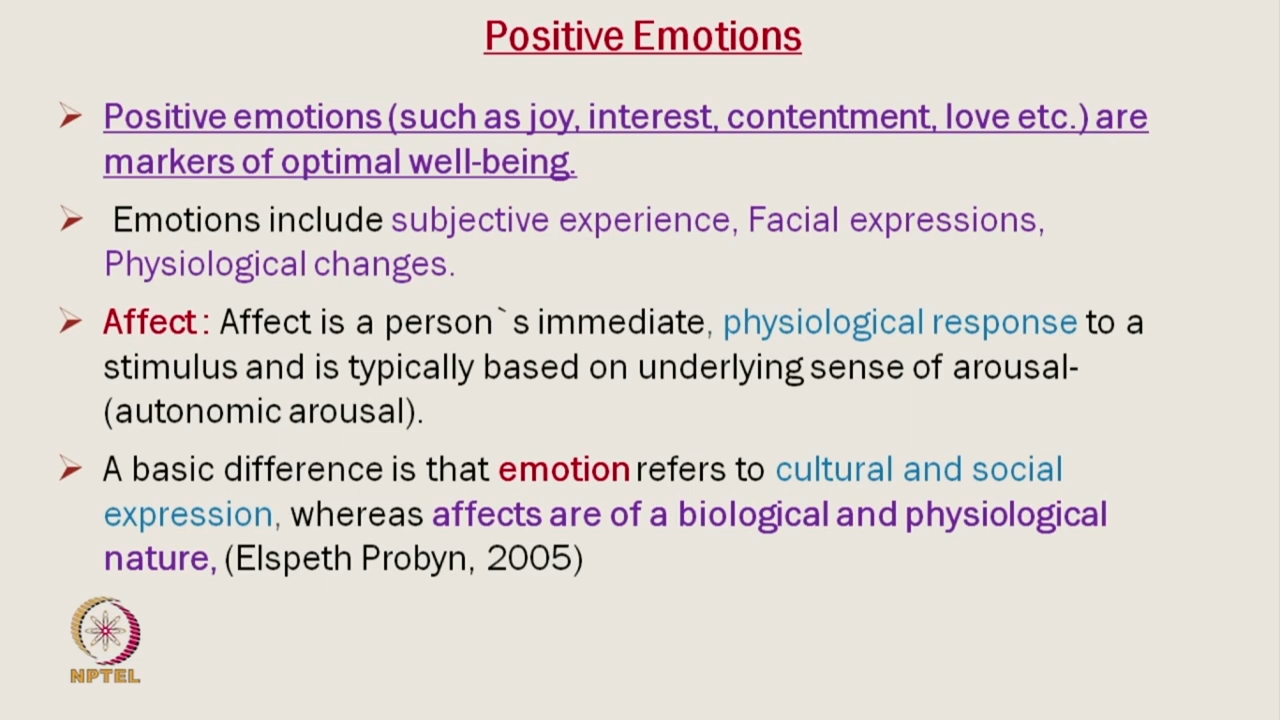 Positive Emotions
➢ Positive emotions (such as joy, interest, contentment, love etc.) are
markers of optimal well-being.
➢ Emotions include subjective experience, Facial expressions,
Physiological changes.
➢ Affect: Affect is a person`s immediate, physiological response to a
stimulus and is typically based on underlying sense of arousal-
(autonomic arousal).
➢ A basic difference is that emotion refers to cultural and social
expression, whereas affects are of a biological and physiological
nature, (Elspeth Probyn, 2005)
NPTEL